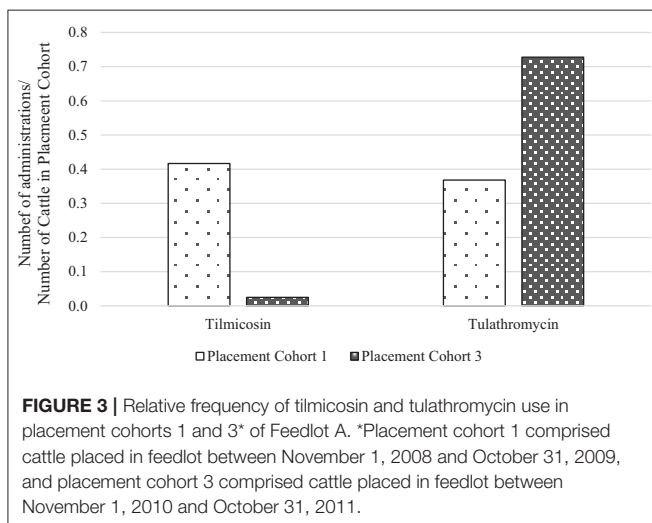 0.8
0.7
0.6
0.5
0.4
0.3
0.2
0.1
0.0
Numbef of administrations/
Number of Cattle in Placmeent Cohort
Tilmicosin Tulathromycin
Placement Cohort 1 Placement Cohort 3
FIGURE 3 | Relative frequency of tilmicosin and tulathromycin use in
placement cohorts 1 and 3* of Feedlot A. *Placement cohort 1 comprised
cattle placed in feedlot between November 1, 2008 and October 31, 2009,
and placement cohort 3 comprised cattle placed in feedlot between
November 1, 2010 and October 31, 2011.